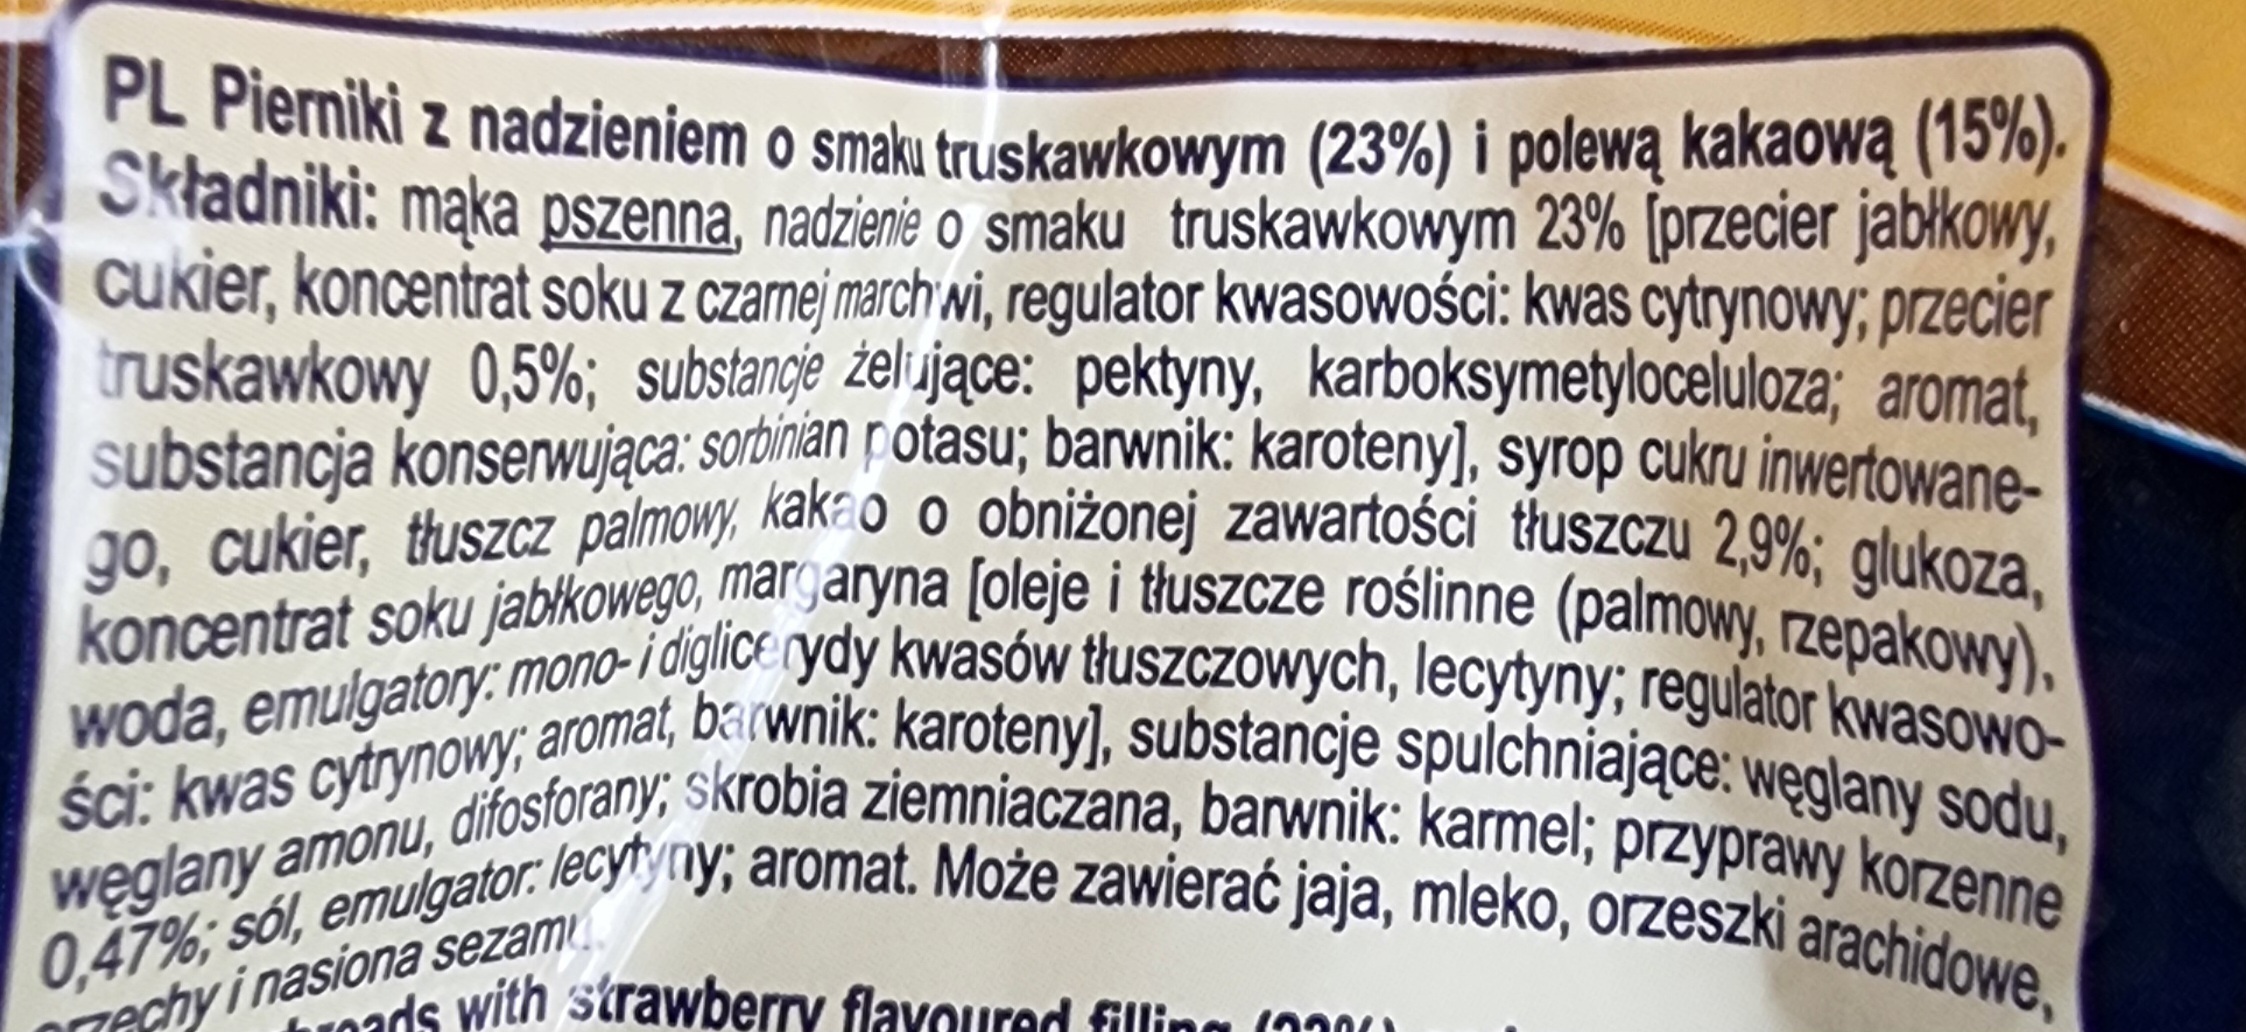 PL Pierniki z nadzieniem o smaku truskawkowym (23%) i polewą kakaową (15%).
Składniki: mąka pszenna, nadzienie o smaku truskawkowym 23% [przecier jabłkowy,
cukier, koncentrat soku z czarnej marchwi, regulator kwasowości: kwas cytrynowy; przecier
truskawkowy 0,5%; substancje żelujące: pektyny, karboksymetyloceluloza; aromat,
substancja konserwująca: sorbinian potasu; barwnik: karoteny], syrop cukru inwertowane-
go, cukier, tłuszcz palmowy, kakao o obniżonej zawartości tłuszczu 2,9%; glukoza,
koncentrat soku jabłkowego, margaryna [oleje i tłuszcze roślinne (palmowy, rzepakowy),
woda, emulgatory: mono- i diglicerydy kwasów tłuszczowych, lecytyny; regulator kwasowo-
ści: kwas cytrynowy; aromat, barwnik: karoteny], substancje spulchniające: węglany sodu,
węglany amonu, difosforany; skrobia ziemniaczana, barwnik: karmel; przyprawy korzenne
0,47%; sól, emulgator: lecytyny; aromat. Może zawierać jaja, mleko, orzeszki arachidowe,
orzechy i nasiona sezamu.
with strawberry flavoured filling (23%)